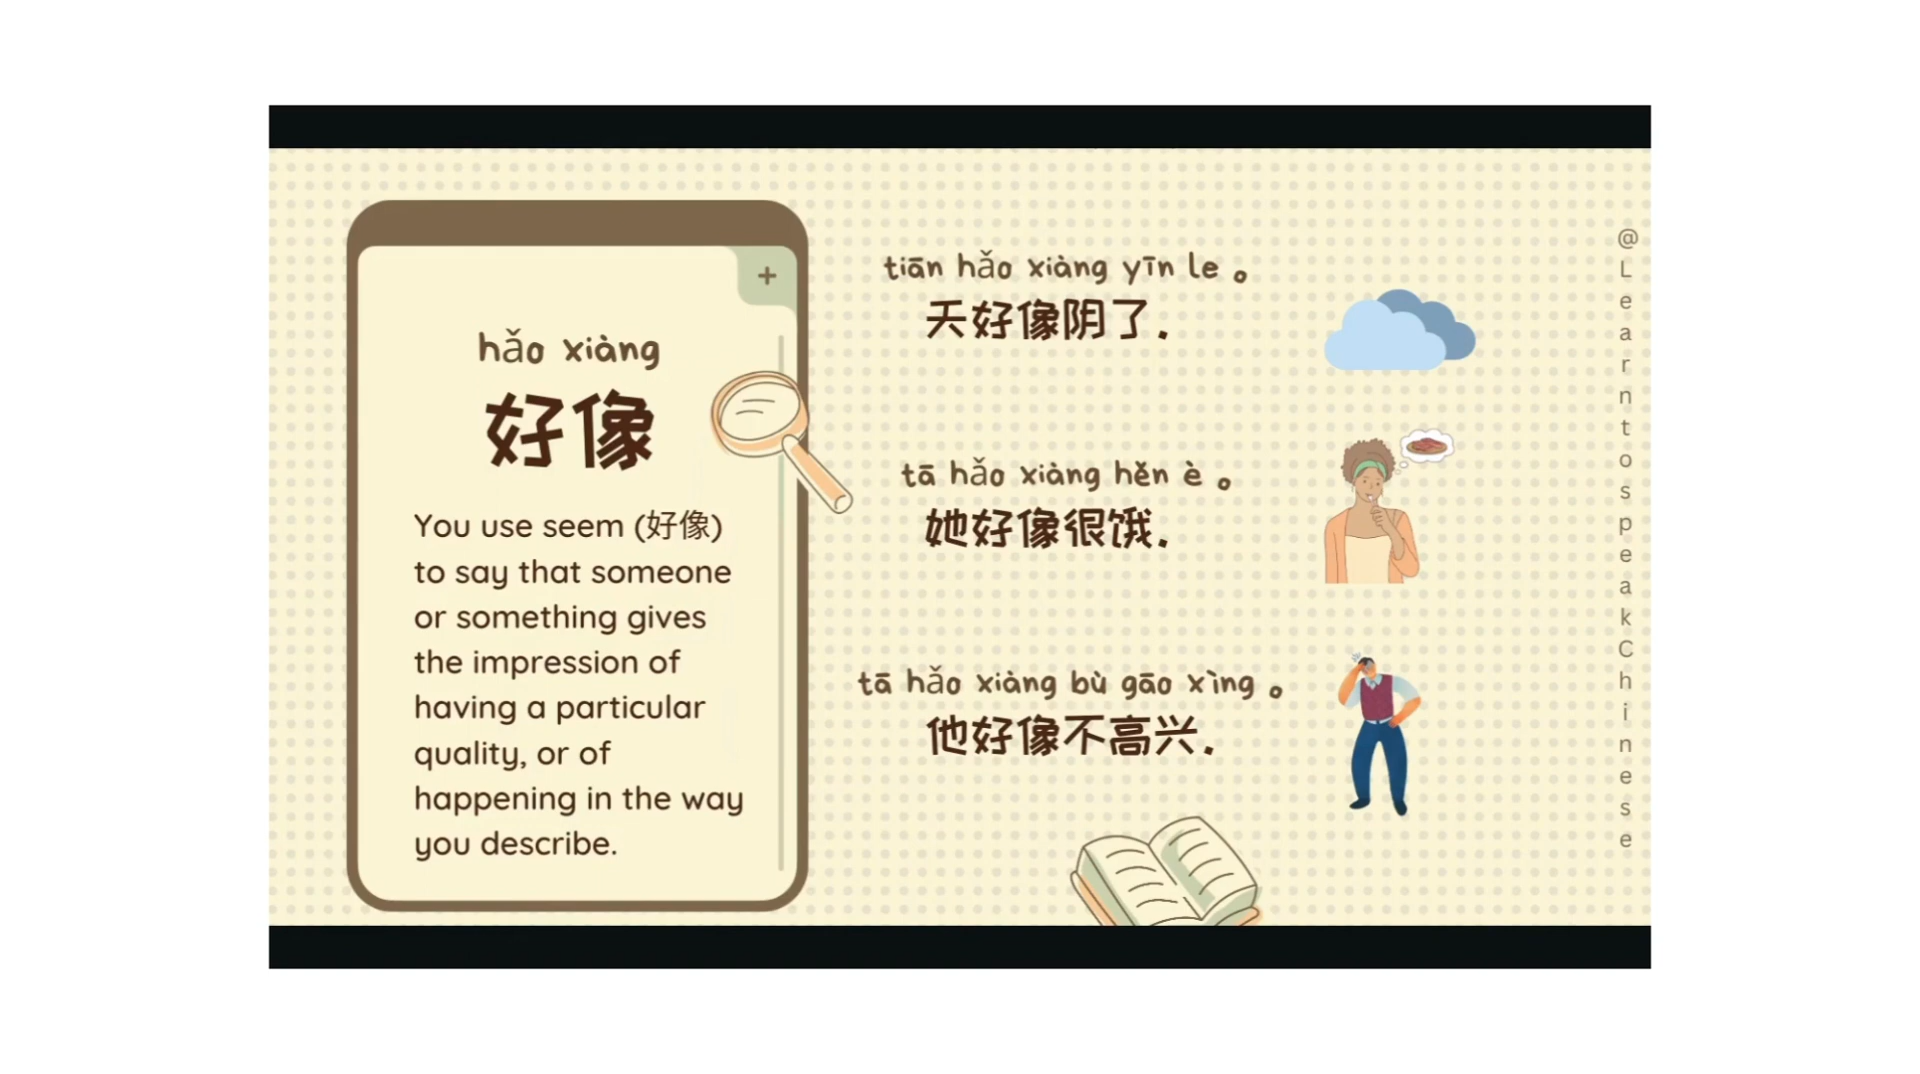 +
hǎo xiàng
好像
You use seem (好像)
to say that someone
or something gives
the impression of
having a particular
quality, or of
happening in the way
you describe.
tiān hǎo xiàng yīn le 。
天好像阴了.
tā hǎo xiàng hěn è 。
她好像很饿.
tā hǎo xiàng bù gāo xìng 。
他好像不高兴.
@LearntospeakChinese